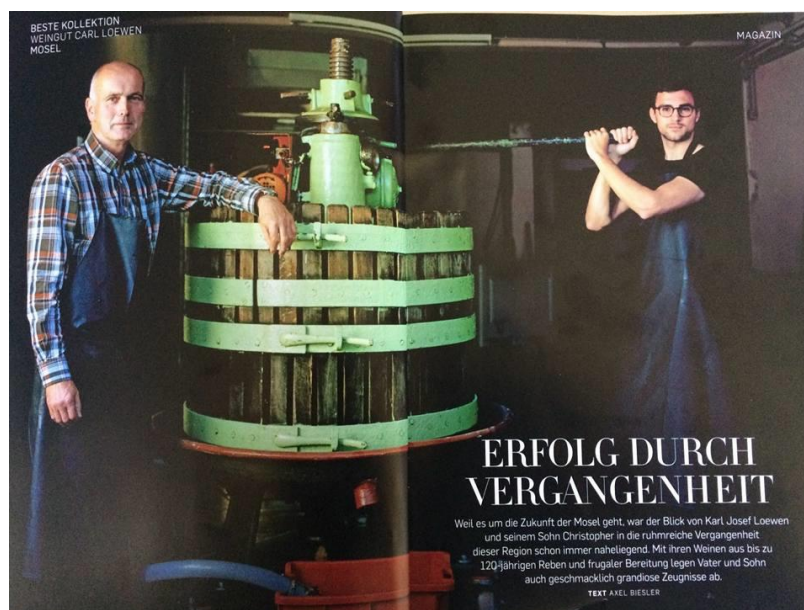 BESTE KOLLEKTION
WEINGUT CARL LOEWEN
MOSEL
MAGAZIN
ERFOLG DURCH
VERGANGENHEIT
Weil es um die Zukunft der Mosel geht, war der Blick von Karl Josef Loewen
und seinem Sohn Christopher in die ruhmreiche Vergangenheit
dieser Region schon immer naheliegend. Mit ihren Weinen aus bis zu
120-jährigen Reben und frugaler Bereitung legen Vater und Sohn
auch geschmacklich grandiose Zeugnisse ab.
TEXT AXEL BIESLER